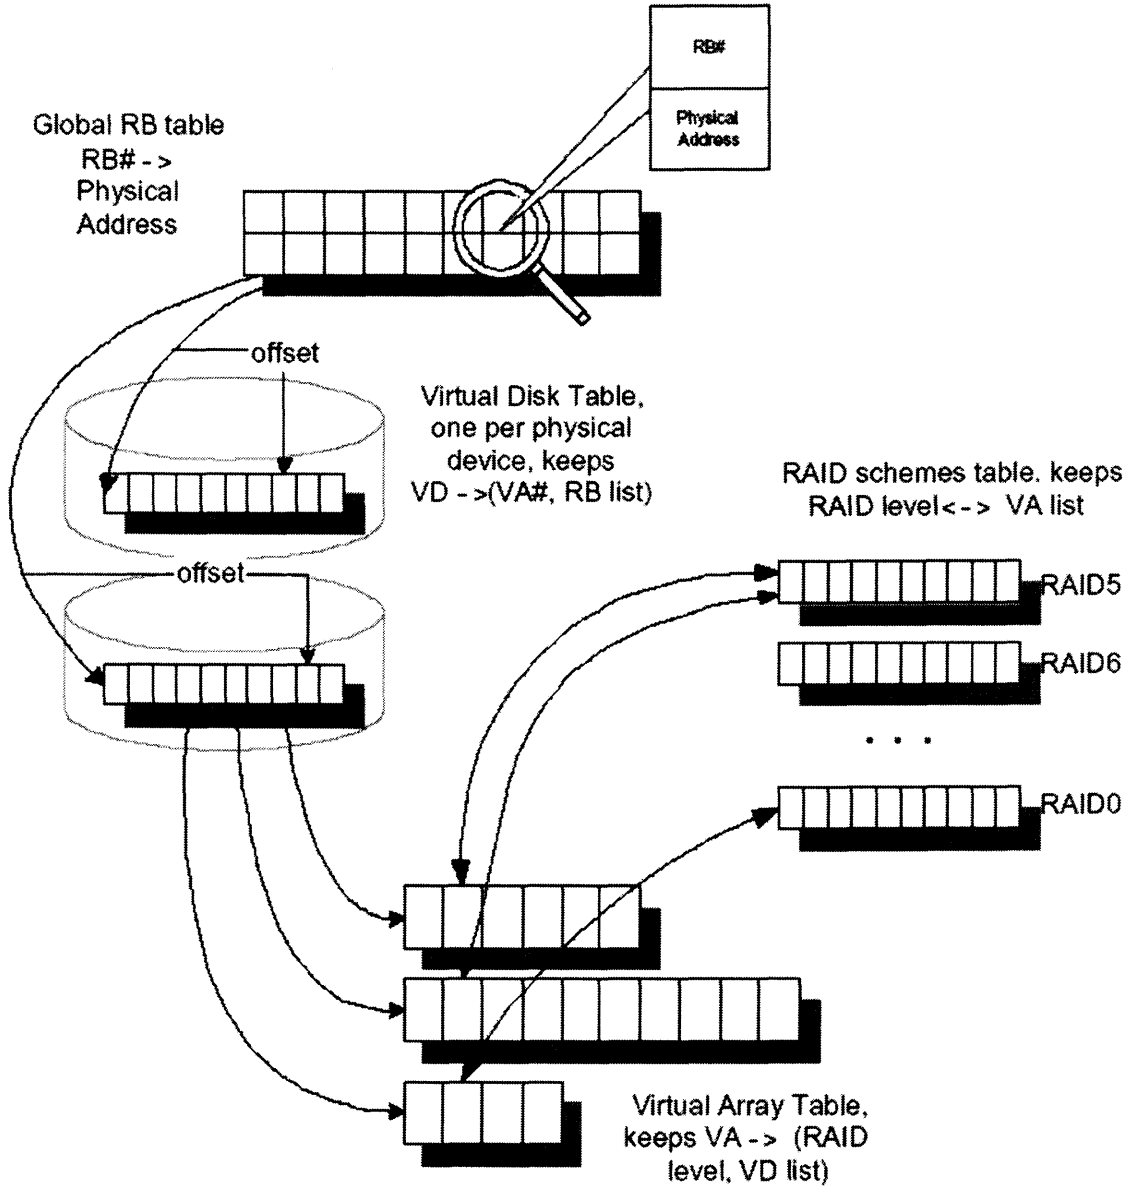 RB#
Physical
Address
Global RB table
RB# ->
Physical
Address
offset
Virtual Disk Table,
one per physical
device, keeps
VD ->(VA#, RB list)
RAID schemes table. keeps
RAID level<-> VA list
offset
RAID5
RAID6
. . .
RAID0
Virtual Array Table,
keeps VA -> (RAID
level, VD list)